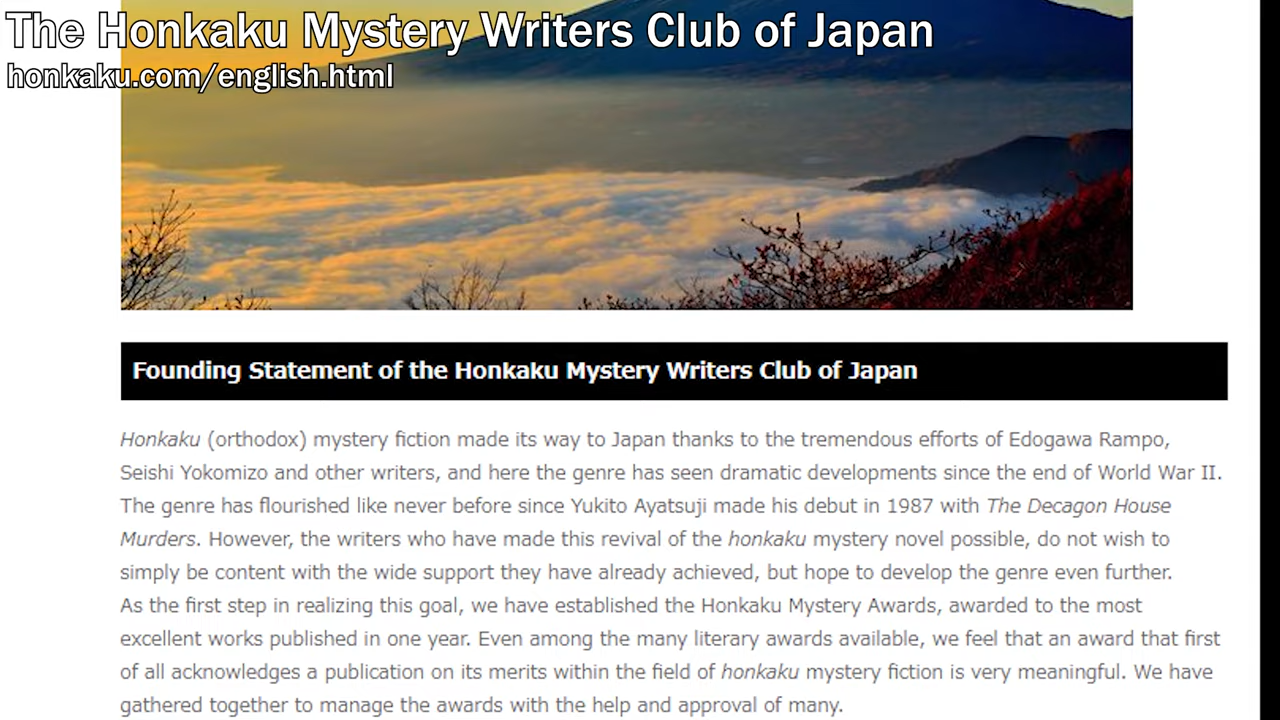 The Honkaku Mystery Writers Club of Japan
honkaku.com/english.html
Founding Statement of the Honkaku Mystery Writers Club of Japan
Honkaku (orthodox) mystery fiction made its way to Japan thanks to the tremendous efforts of Edogawa Rampo,
Seishi Yokomizo and other writers, and here the genre has seen dramatic developments since the end of World War II.
The genre has flourished like never before since Yukito Ayatsuji made his debut in 1987 with The Decagon House
Murders. However, the writers who have made this revival of the honkaku mystery novel possible, do not wish to
simply be content with the wide support they have already achieved, but hope to develop the genre even further.
As the first step in realizing this goal, we have established the Honkaku Mystery Awards, awarded to the most
excellent works published in one year. Even among the many literary awards available, we feel that an award that first
of all acknowledges a publication on its merits within the field of honkaku mystery fiction is very meaningful. We have
gathered together to manage the awards with the help and approval of many.